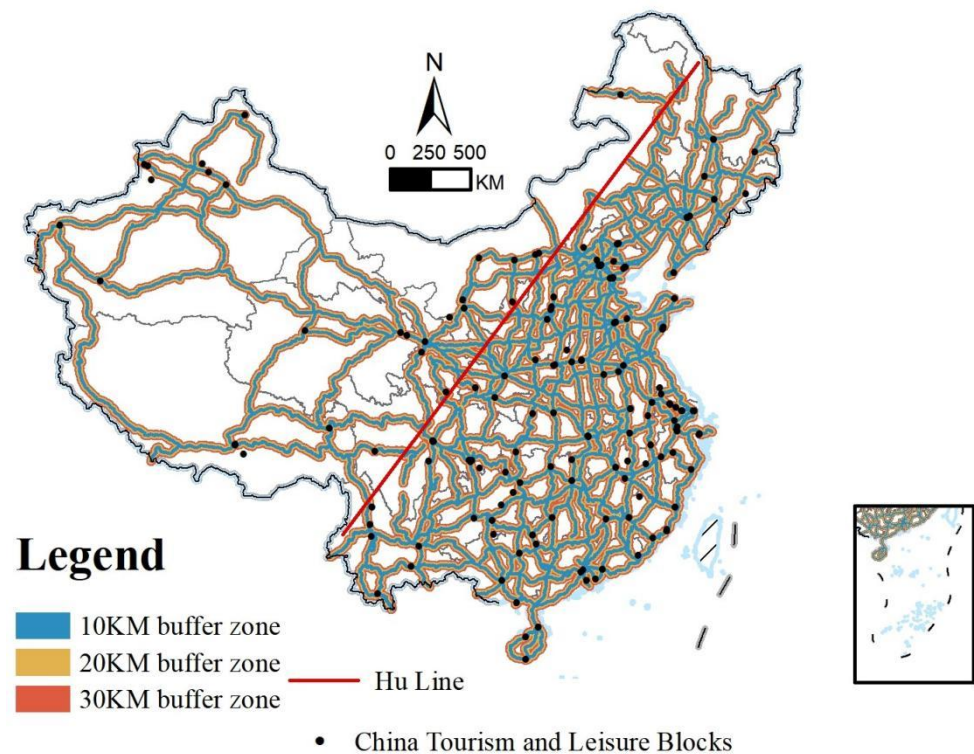 N
0 250 500
KM
Legend
10KM buffer zone
20KM buffer zone
30KM buffer zone
Hu Line
China Tourism and Leisure Blocks